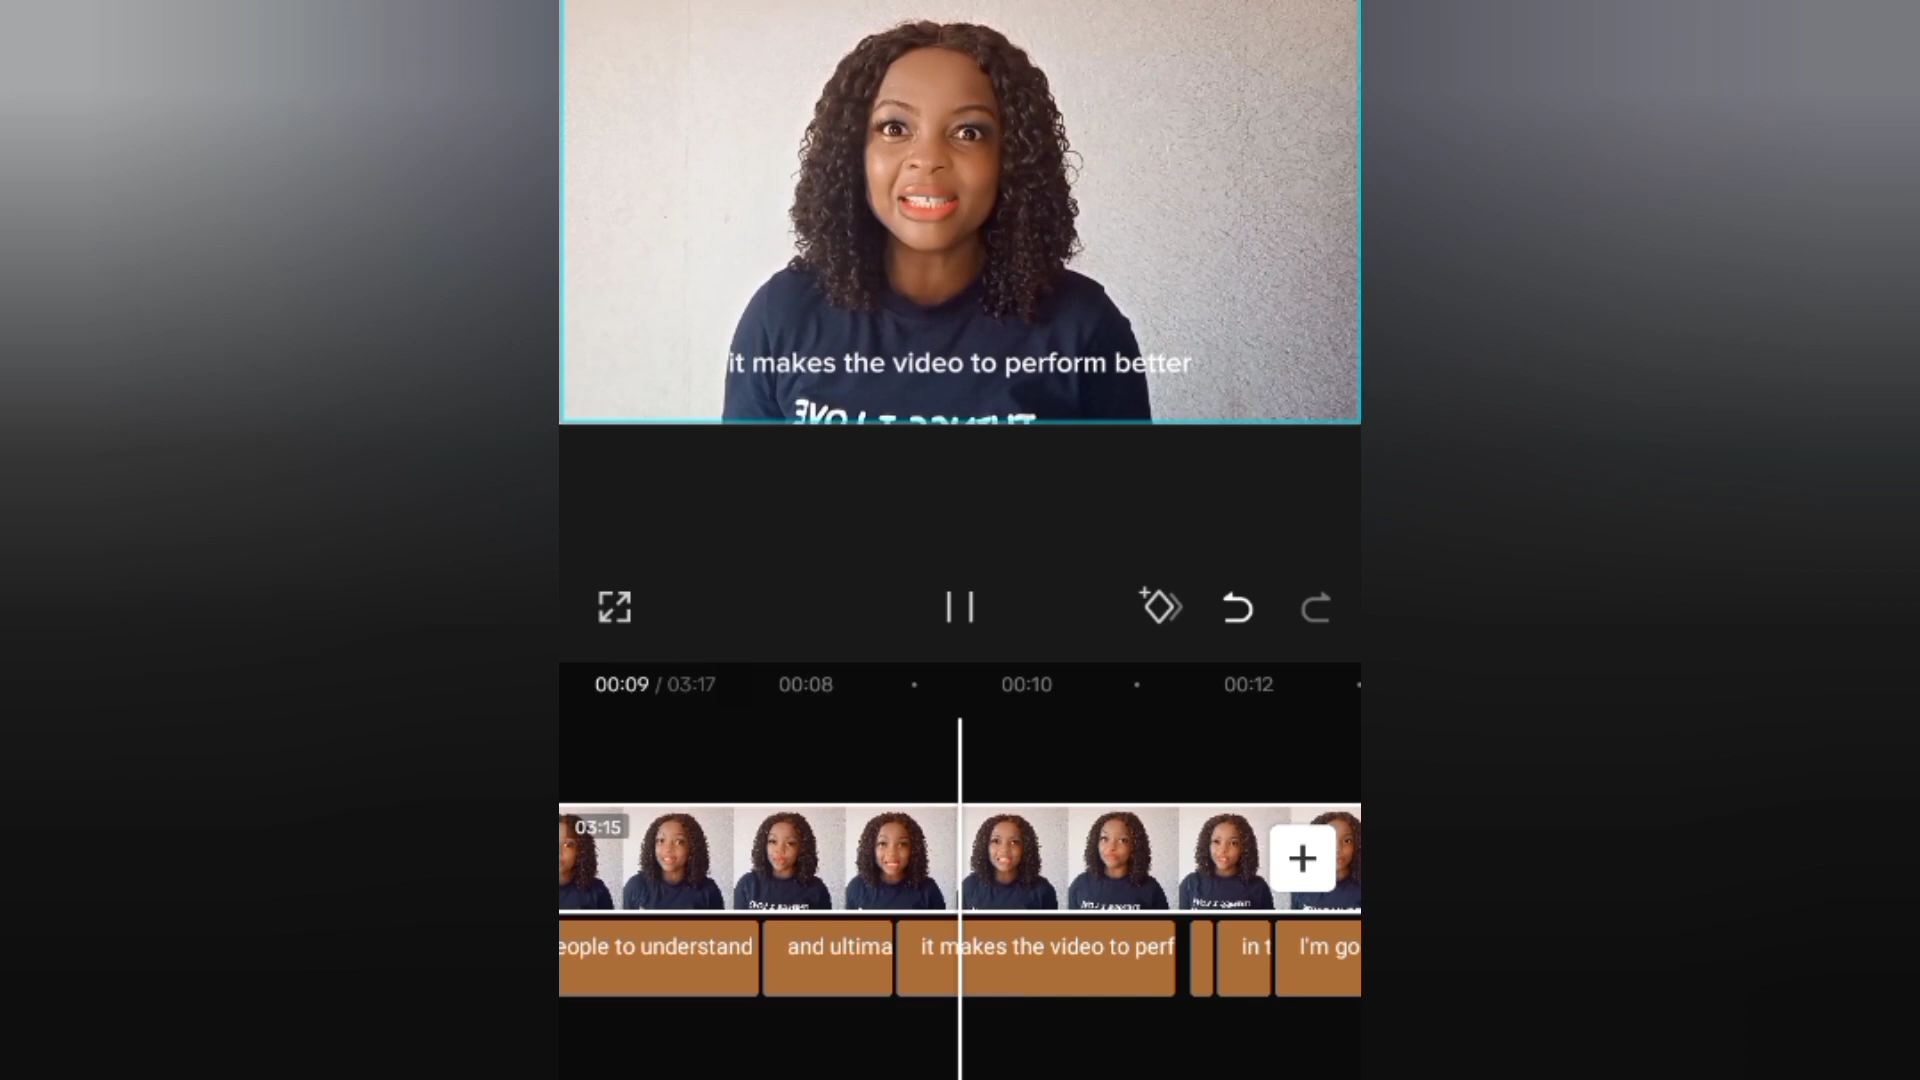 it makes the video to perform better
00:09 / 03:17 00:08 00:10 00:12
03:15
eople to understand
and ultima
it makes the video to perf
in t
I'm go